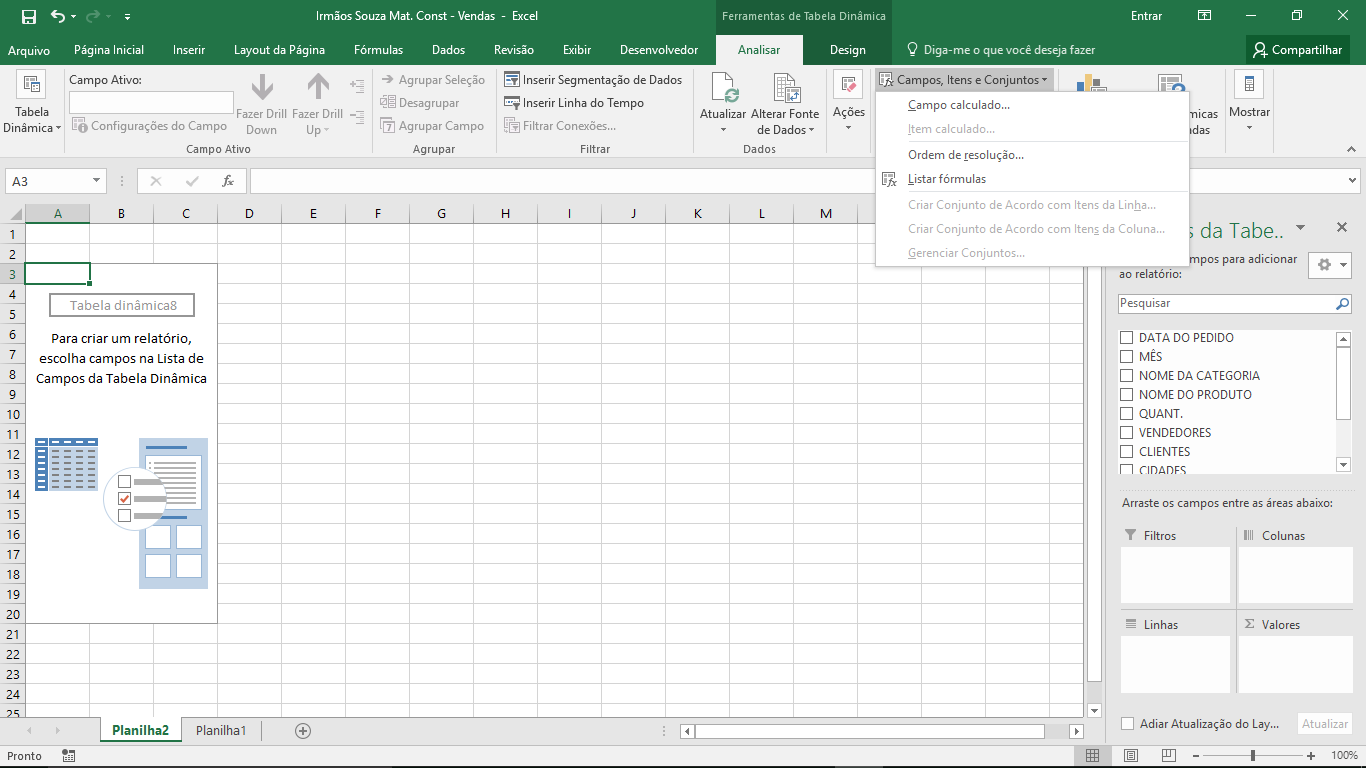 Irmãos Souza Mat. Const - Vendas - Excel
Ferramentas de Tabela Dinâmica
Entrar
Arquivo Página Inicial Inserir Layout da Página Fórmulas Dados Revisão Exibir Desenvolvedor Analisar Design Diga-me o que você deseja fazer Compartilhar
Tabela
Dinâmica
Campo Ativo:
Configurações do Campo
Fazer Drill
Down
Fazer Drill
Up
Campo Ativo
Agrupar Seleção
Desagrupar
Agrupar Campo
Agrupar
Inserir Segmentação de Dados
Inserir Linha do Tempo
Filtrar Conexões...
Filtrar
Atualizar
Alterar Fonte
de Dados
Dados
Ações
Campos, Itens e Conjuntos
Campo calculado...
Item calculado...
Ordem de resolução...
Listar fórmulas
Criar Conjunto de Acordo com Itens da Linha...
Criar Conjunto de Acordo com Itens da Coluna...
Gerenciar Conjuntos...
Mostrar
A3
fx
A B C D E F G H I J K L M
1
2
3
4
5
6
7
8
9
10
11
12
13
14
15
16
17
18
19
20
21
22
23
24
25
Tabela dinâmica8
Para criar um relatório,
escolha campos na Lista de
Campos da Tabela Dinâmica
da Tabe..
para adicionar
ao relatório:
Pesquisar
DATA DO PEDIDO
MÊS
NOME DA CATEGORIA
NOME DO PRODUTO
QUANT.
VENDEDORES
CLIENTES
CIDADES
Arraste os campos entre as áreas abaixo:
Filtros
Colunas
Linhas
Σ Valores
Adiar Atualização do Lay...
Atualizar
Planilha2 Planilha1
Pronto
100%